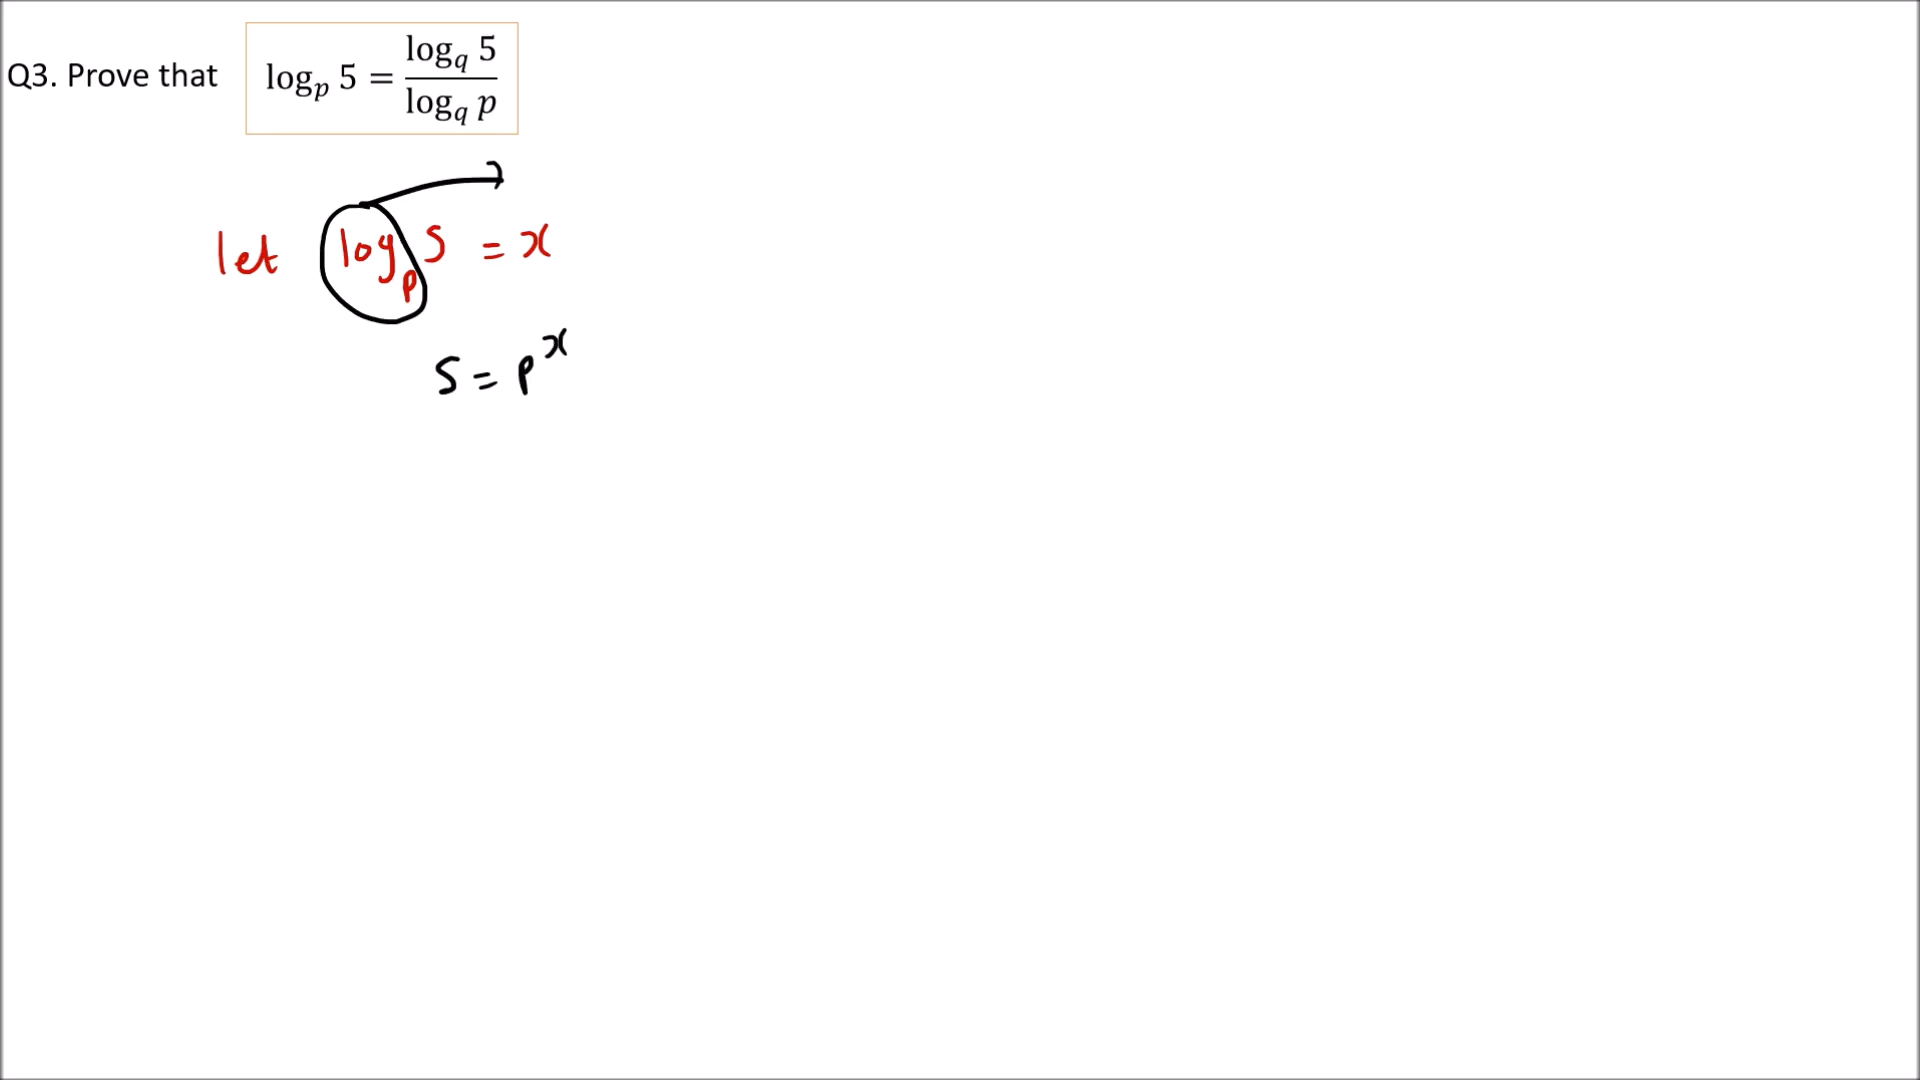 Q3. Prove that log_p 5 = log_q 5 / log_q p
let log_p 5 = x
5 = p^x